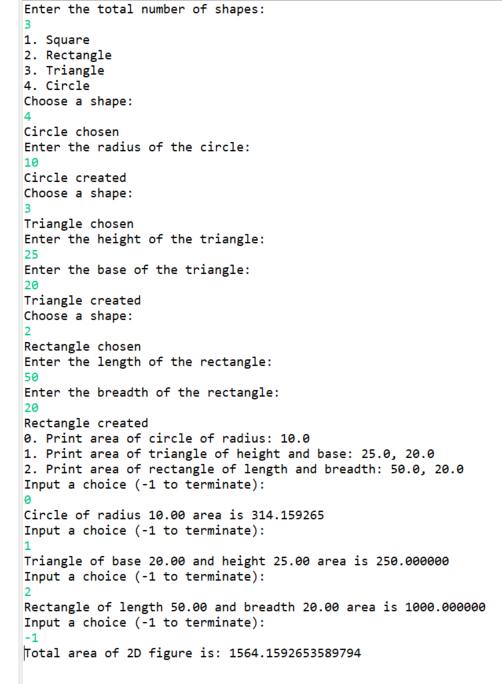 Enter the total number of shapes:
3
1. Square
2. Rectangle
3. Triangle
4. Circle
Choose a shape:
4
Circle chosen
Enter the radius of the circle:
10
Circle created
Choose a shape:
3
Triangle chosen
Enter the height of the triangle:
25
Enter the base of the triangle:
20
Triangle created
Choose a shape:
2
Rectangle chosen
Enter the length of the rectangle:
50
Enter the breadth of the rectangle:
20
Rectangle created
0. Print area of circle of radius: 10.0
1. Print area of triangle of height and base: 25.0, 20.0
2. Print area of rectangle of length and breadth: 50.0, 20.0
Input a choice (-1 to terminate):
0
Circle of radius 10.00 area is 314.159265
Input a choice (-1 to terminate):
1
Triangle of base 20.00 and height 25.00 area is 250.000000
Input a choice (-1 to terminate):
2
Rectangle of length 50.00 and breadth 20.00 area is 1000.000000
Input a choice (-1 to terminate):
-1
Total area of 2D figure is: 1564.1592653589794